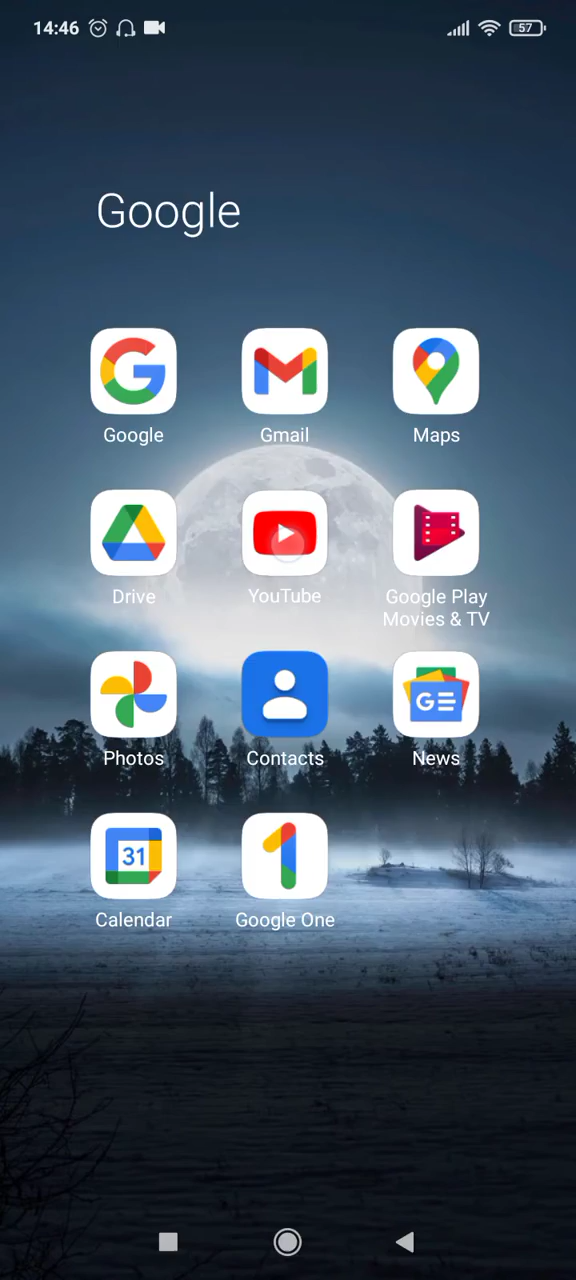 14:46 57
Google
Google Gmail Maps
Drive YouTube Google Play
Movies & TV
GE
Photos Contacts News
31
Calendar Google One